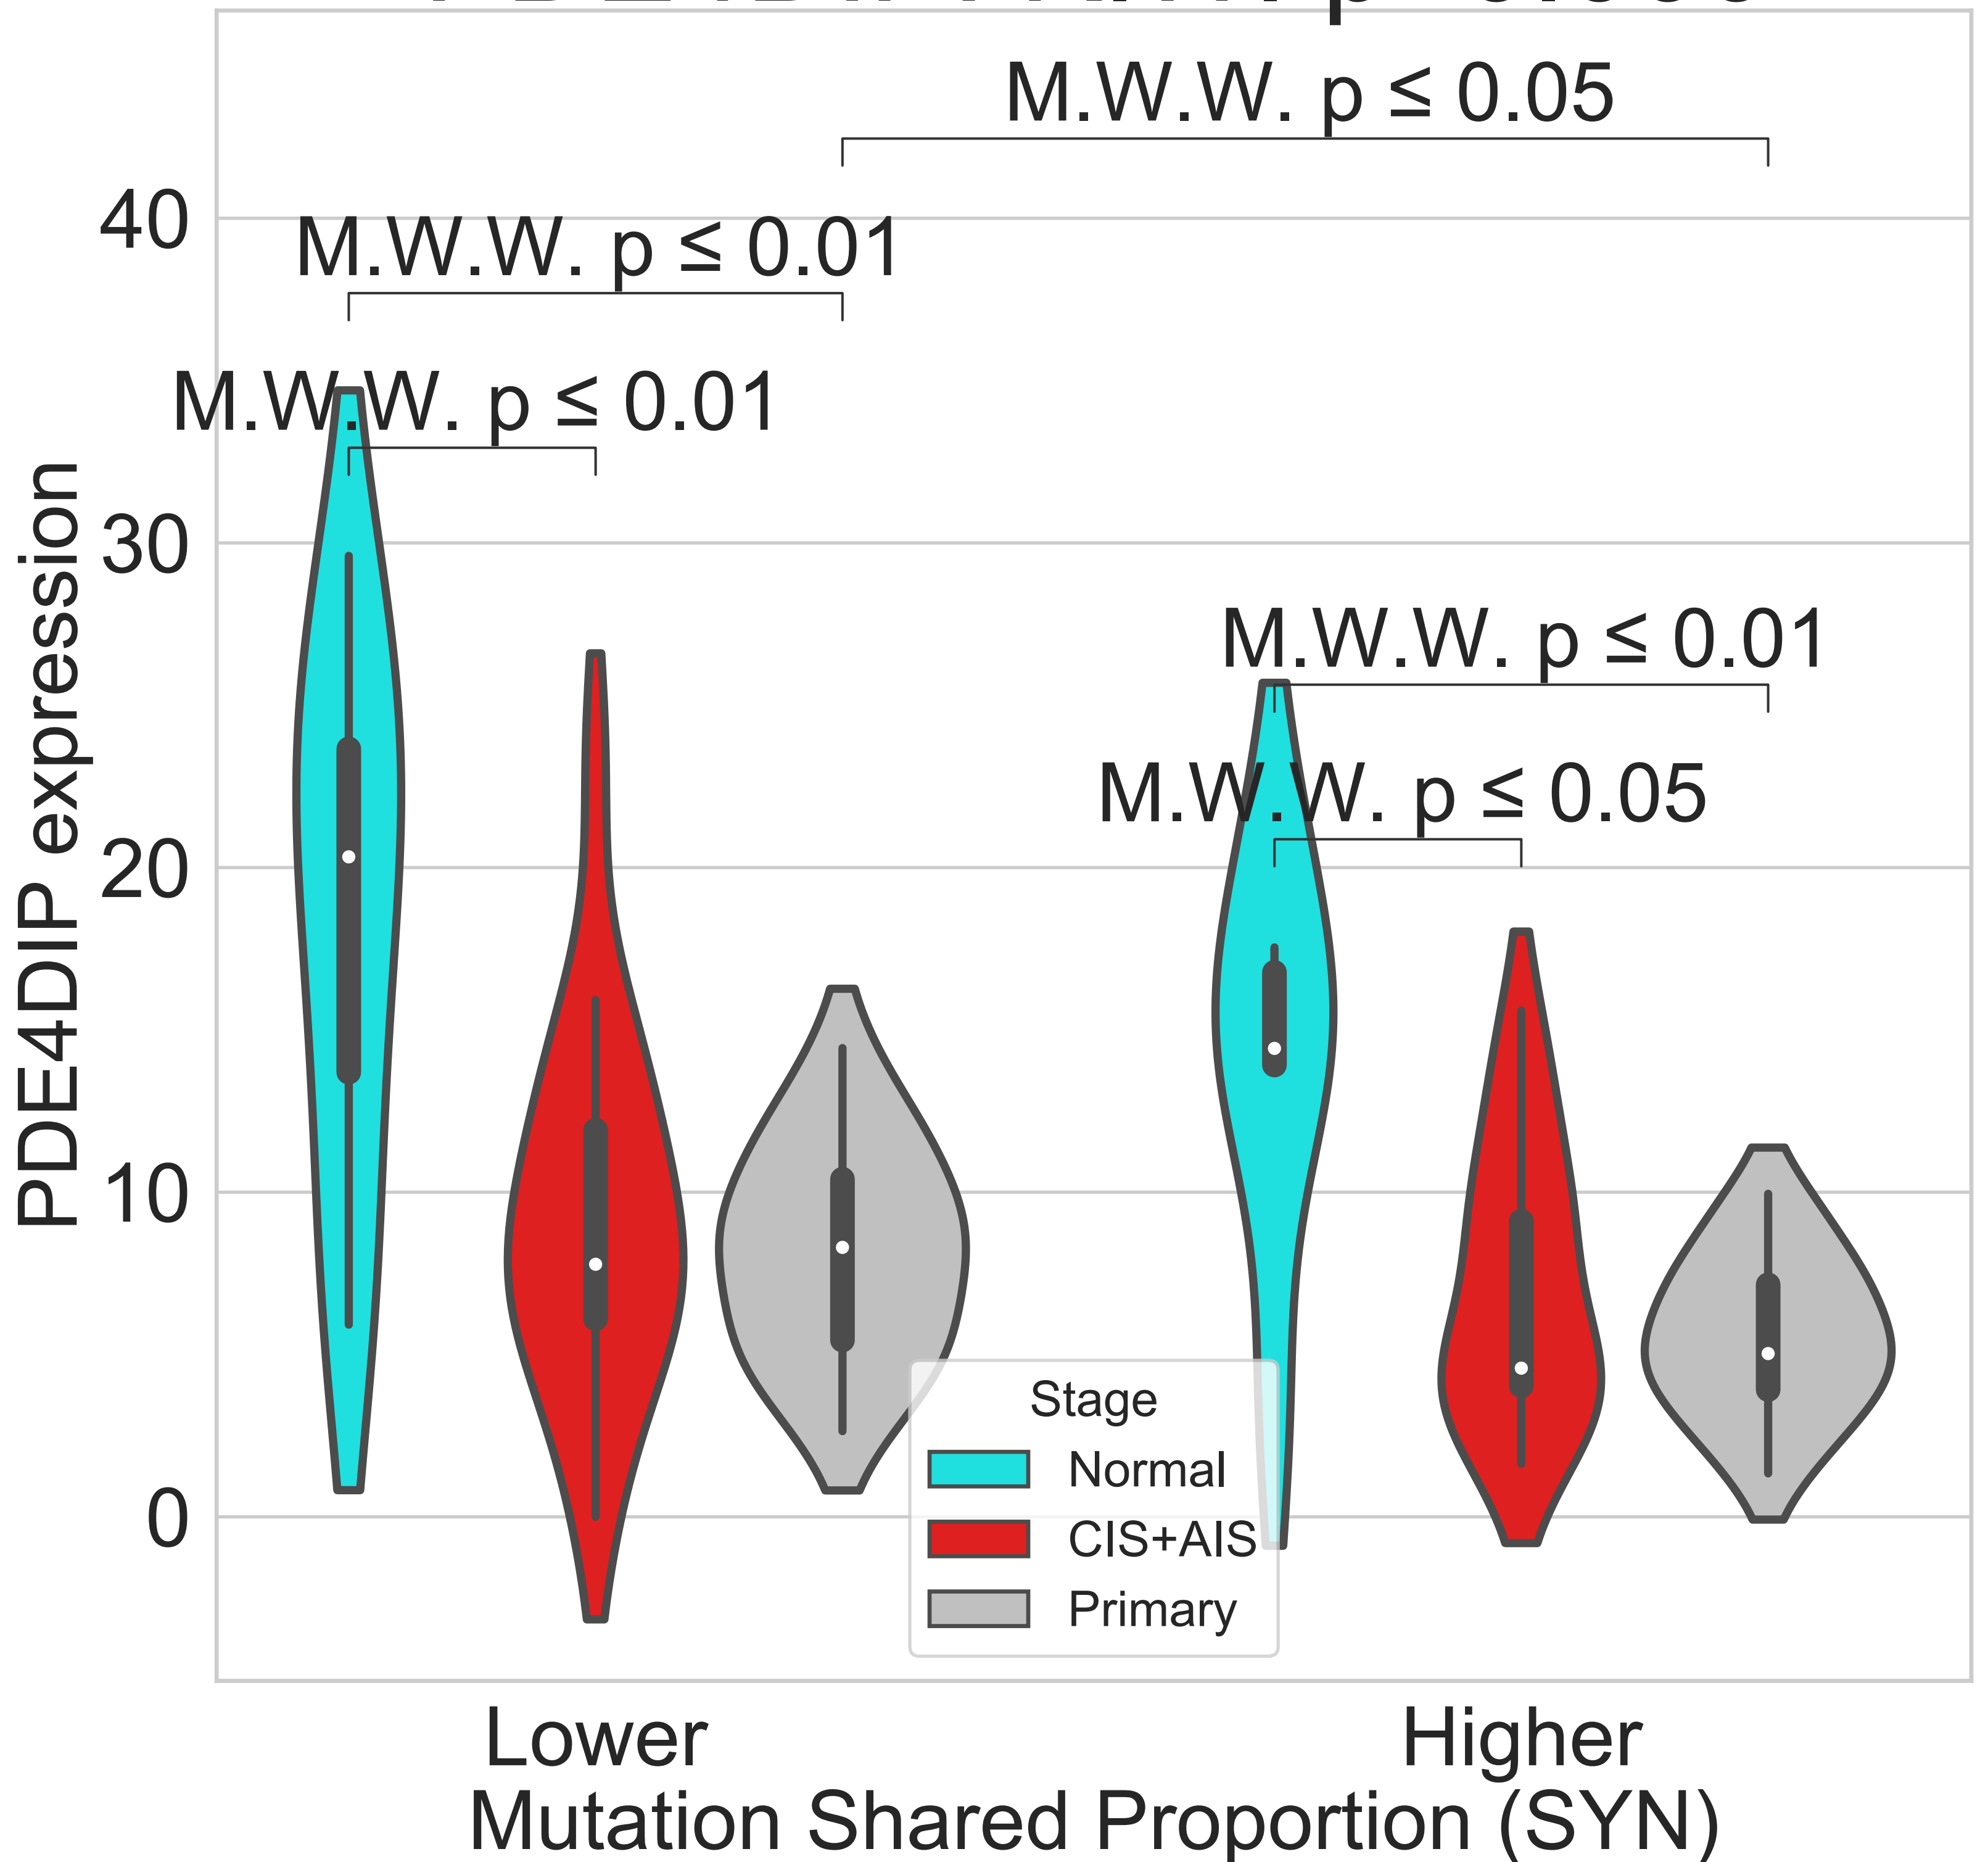 M.W.W. p ≤ 0.05
40
M.W.W. p ≤ 0.01
M.W.W. p ≤ 0.01
30
M.W.W. p ≤ 0.01
M.W.W. p ≤ 0.05
20
PDE4DIP expression
10
0
Stage
Normal
CIS+AIS
Primary
Lower
Higher
Mutation Shared Proportion (SYN)